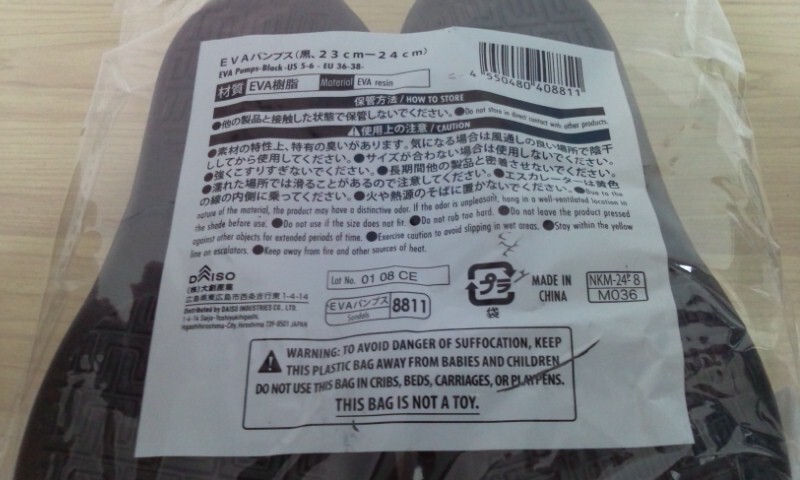 EVAパンプス(黒、23cm－24cm)
EVA Pumps-Black-US 5-6 - EU 36-38-
4 550480 408811
材質 EVA樹脂 Material EVA resin
保管方法 / HOW TO STORE
●他の製品と接触した状態で保管しないでください。●Do not store in direct contact with other products.
⚠使用上の注意 / CAUTION
●素材の特性上、特有の臭いがあります。気になる場合は風通しの良い場所で陰干
ししてから使用してください。●サイズが合わない場合は使用しないでください。
●強くこすりすぎないでください。●長期間他の製品と密着させないでください。
●濡れた場所では滑ることがあるので注意してください。●エスカレーターは黄色
の線の内側に乗ってください。●火や熱源のそばに置かないでください。●Due to the
nature of the material, the product may have a distinctive odor. If the odor is unpleasant, hang in a well-ventilated location in
the shade before use. ●Do not use if the size does not fit. ●Do not rub too hard. ●Do not leave the product pressed
against other objects for extended periods of time. ●Exercise caution to avoid slipping in wet areas. ●Stay within the yellow
line on escalators. ●Keep away from fire and other sources of heat.
DAISO
(株)大創産業
広島県東広島市西条吉行東1-4-14
Distributed by DAISO INDUSTRIES CO., LTD.
1-4-14 Saijo-Yoshiyukihigashi,
Higashihiroshima-City, Hiroshima 739-8501 JAPAN
Lot No. 01 08 CE
EVAパンプス
Sandals
8811
プラ
袋
MADE IN
CHINA
NKM-24F8
M036
WARNING: TO AVOID DANGER OF SUFFOCATION, KEEP
THIS PLASTIC BAG AWAY FROM BABIES AND CHILDREN
DO NOT USE THIS BAG IN CRIBS, BEDS, CARRIAGES, OR PLAYPENS.
THIS BAG IS NOT A TOY.